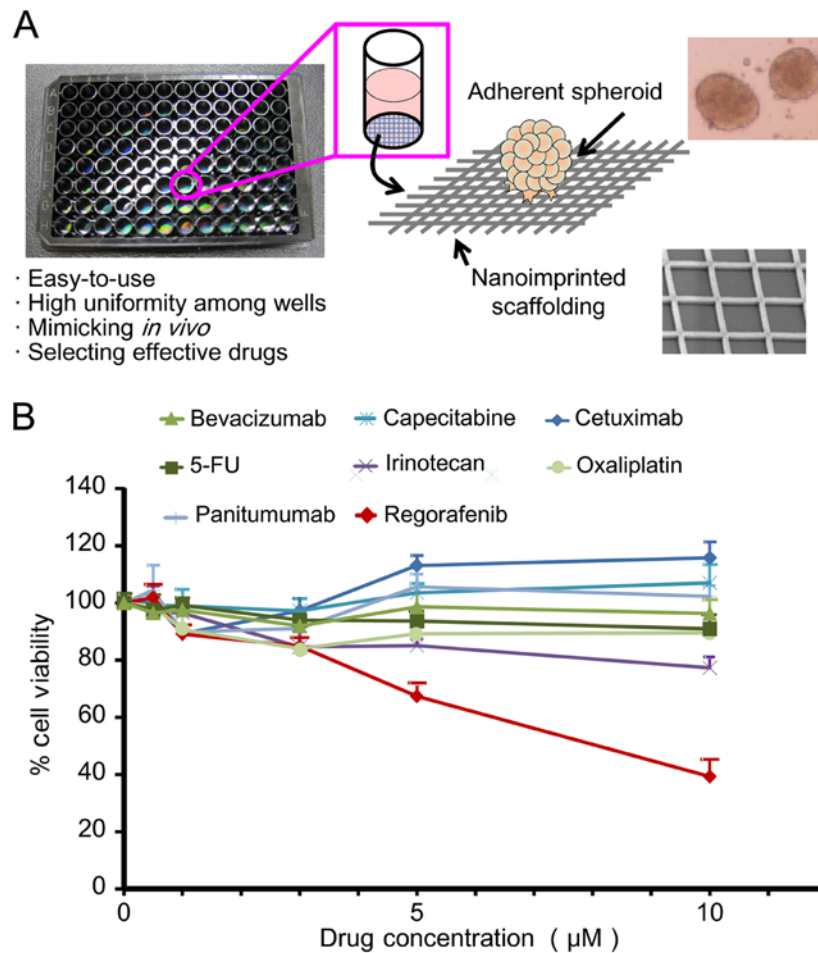 A
Adherent spheroid
Nanoimprinted
scaffolding
· Easy-to-use
· High uniformity among wells
· Mimicking in vivo
· Selecting effective drugs
B
Bevacizumab Capecitabine Cetuximab
5-FU Irinotecan Oxaliplatin
Panitumumab Regorafenib
% cell viability
140
120
100
80
60
40
20
0
0 5 10
Drug concentration ( μM )